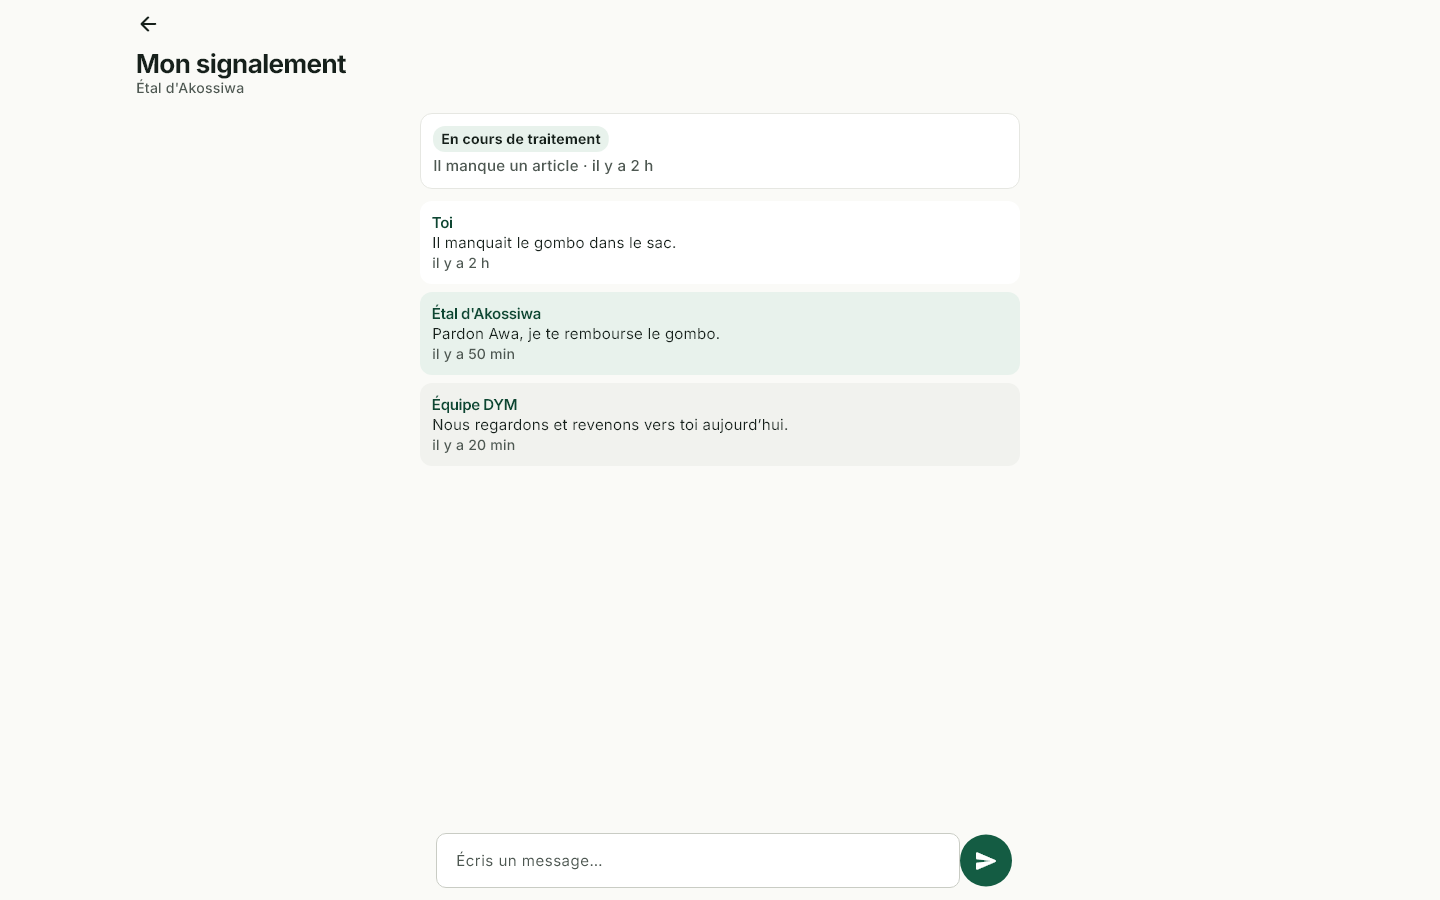 Mon signalement
Étal d'Akossiwa
En cours de traitement
Il manque un article · il y a 2 h
Toi
Il manquait le gombo dans le sac.
il y a 2 h
Étal d'Akossiwa
Pardon Awa, je te rembourse le gombo.
il y a 50 min
Équipe DYM
Nous regardons et revenons vers toi aujourd’hui.
il y a 20 min
Écris un message…